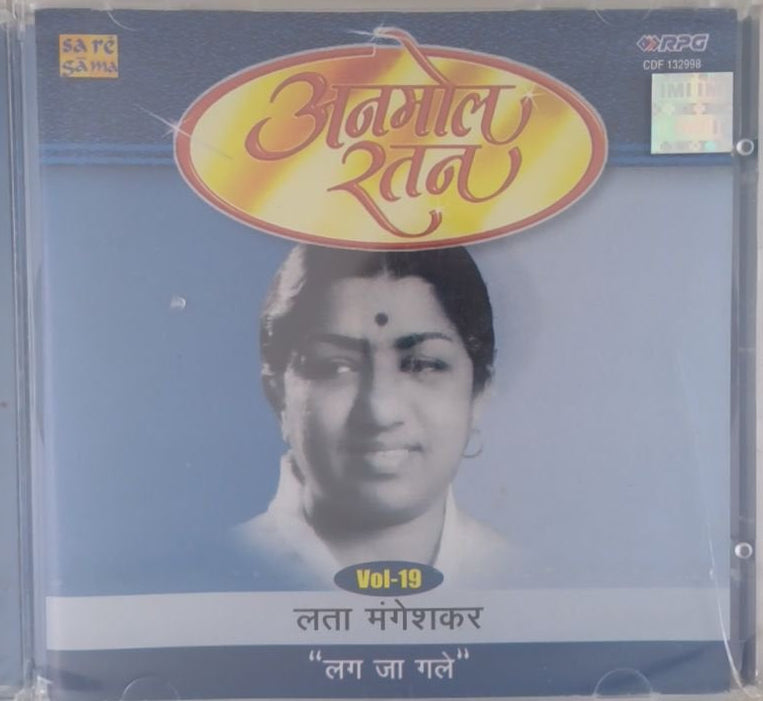 sa re
ga ma
RPG
CDF 132998
अनमोल
रतन
Vol-19
लता मंगेशकर
"लग जा गले"